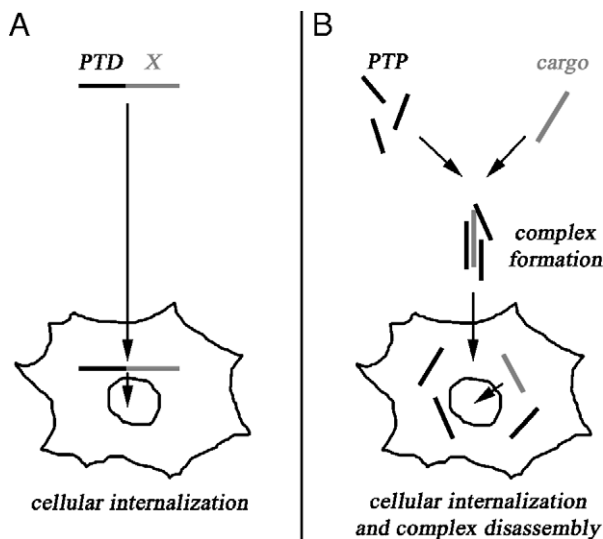 A
PTD X
cellular internalization
B
PTP
cargo
complex
formation
cellular internalization
and complex disassembly